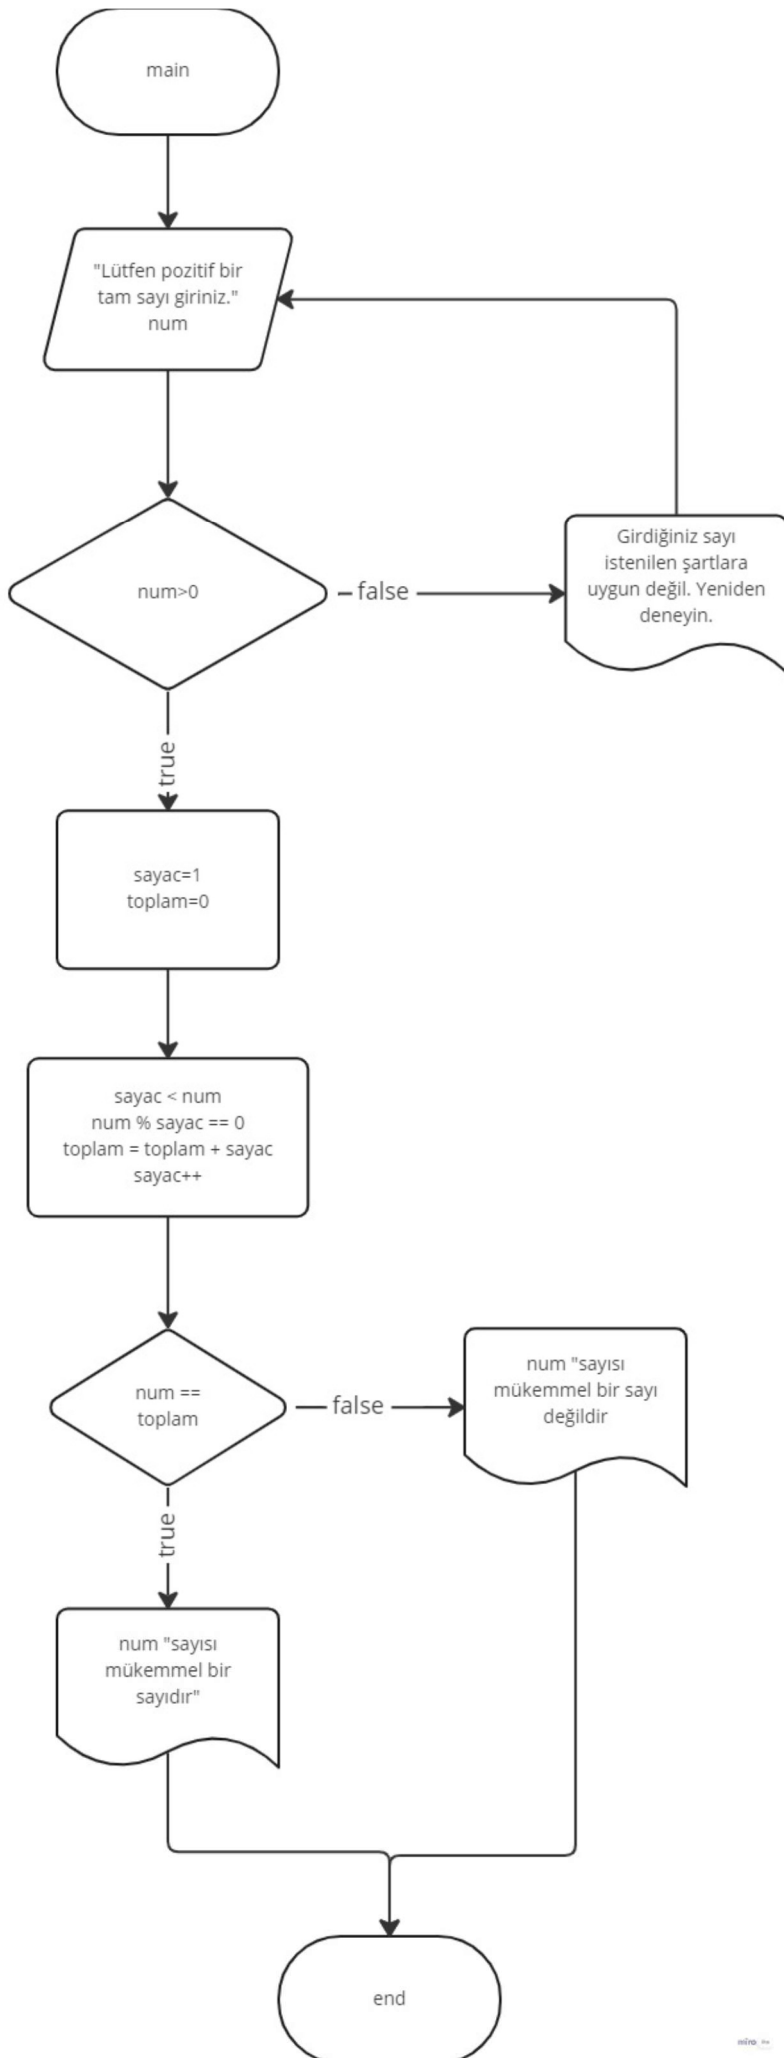 main
"Lütfen pozitif bir
tam sayı giriniz."
num
num>0
false
Girdiğiniz sayı
istenilen şartlara
uygun değil. Yeniden
deneyin.
true
sayac=1
toplam=0
sayac < num
num % sayac == 0
toplam = toplam + sayac
sayac++
num ==
toplam
false
num "sayısı
mükemmel bir sayı
değildir
true
num "sayısı
mükemmel bir
sayıdır"
end
miro